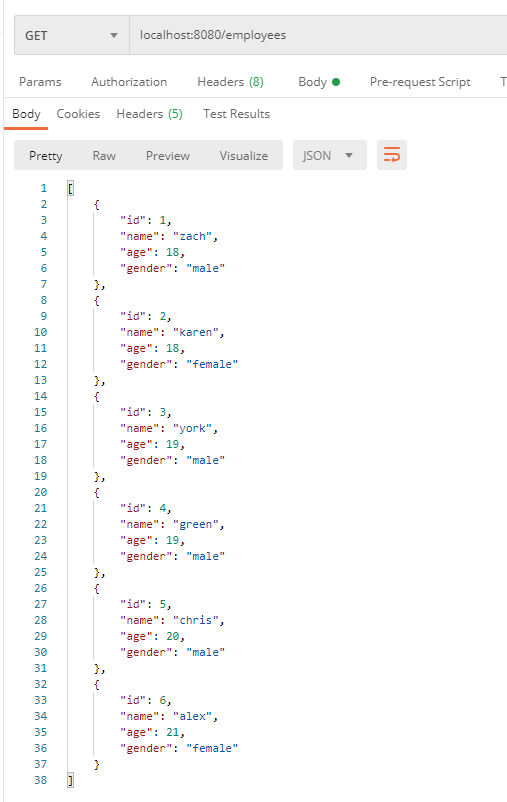 GET localhost:8080/employees
Params Authorization Headers (8) Body Pre-request Script T
Body Cookies Headers (5) Test Results
Pretty Raw Preview Visualize JSON
1 [
2 {
3 "id": 1,
4 "name": "zach",
5 "age": 18,
6 "gender": "male"
7 },
8 {
9 "id": 2,
10 "name": "karen",
11 "age": 18,
12 "gender": "female"
13 },
14 {
15 "id": 3,
16 "name": "york",
17 "age": 19,
18 "gender": "male"
19 },
20 {
21 "id": 4,
22 "name": "green",
23 "age": 19,
24 "gender": "male"
25 },
26 {
27 "id": 5,
28 "name": "chris",
29 "age": 20,
30 "gender": "male"
31 },
32 {
33 "id": 6,
34 "name": "alex",
35 "age": 21,
36 "gender": "female"
37 }
38 ]